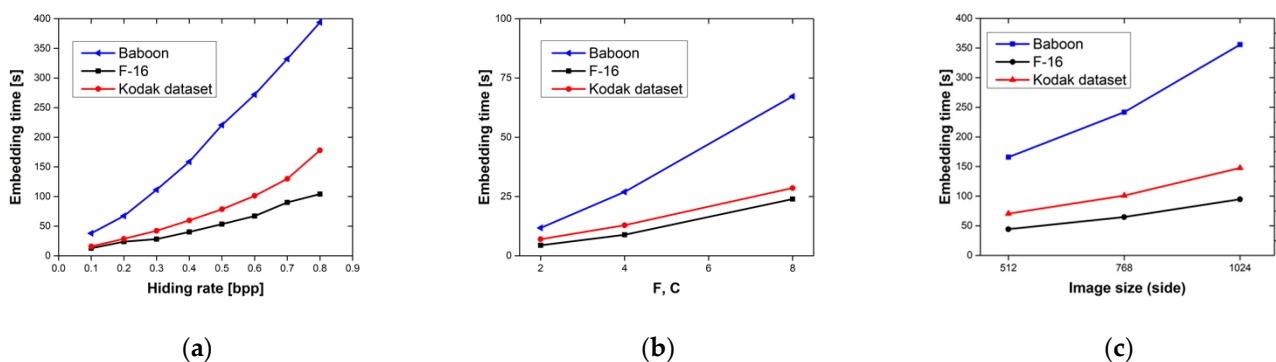 400
350
300
250
200
150
100
50
0
Embedding time [s]
Baboon
F-16
Kodak dataset
0.0 0.1 0.2 0.3 0.4 0.5 0.6 0.7 0.8 0.9
Hiding rate [bpp]
(a)
100
75
50
25
0
Embedding time [s]
Baboon
F-16
Kodak dataset
2 4 6 8
F, C
(b)
400
350
300
250
200
150
100
50
0
Embedding time [s]
Baboon
F-16
Kodak dataset
512 768 1024
Image size (side)
(c)